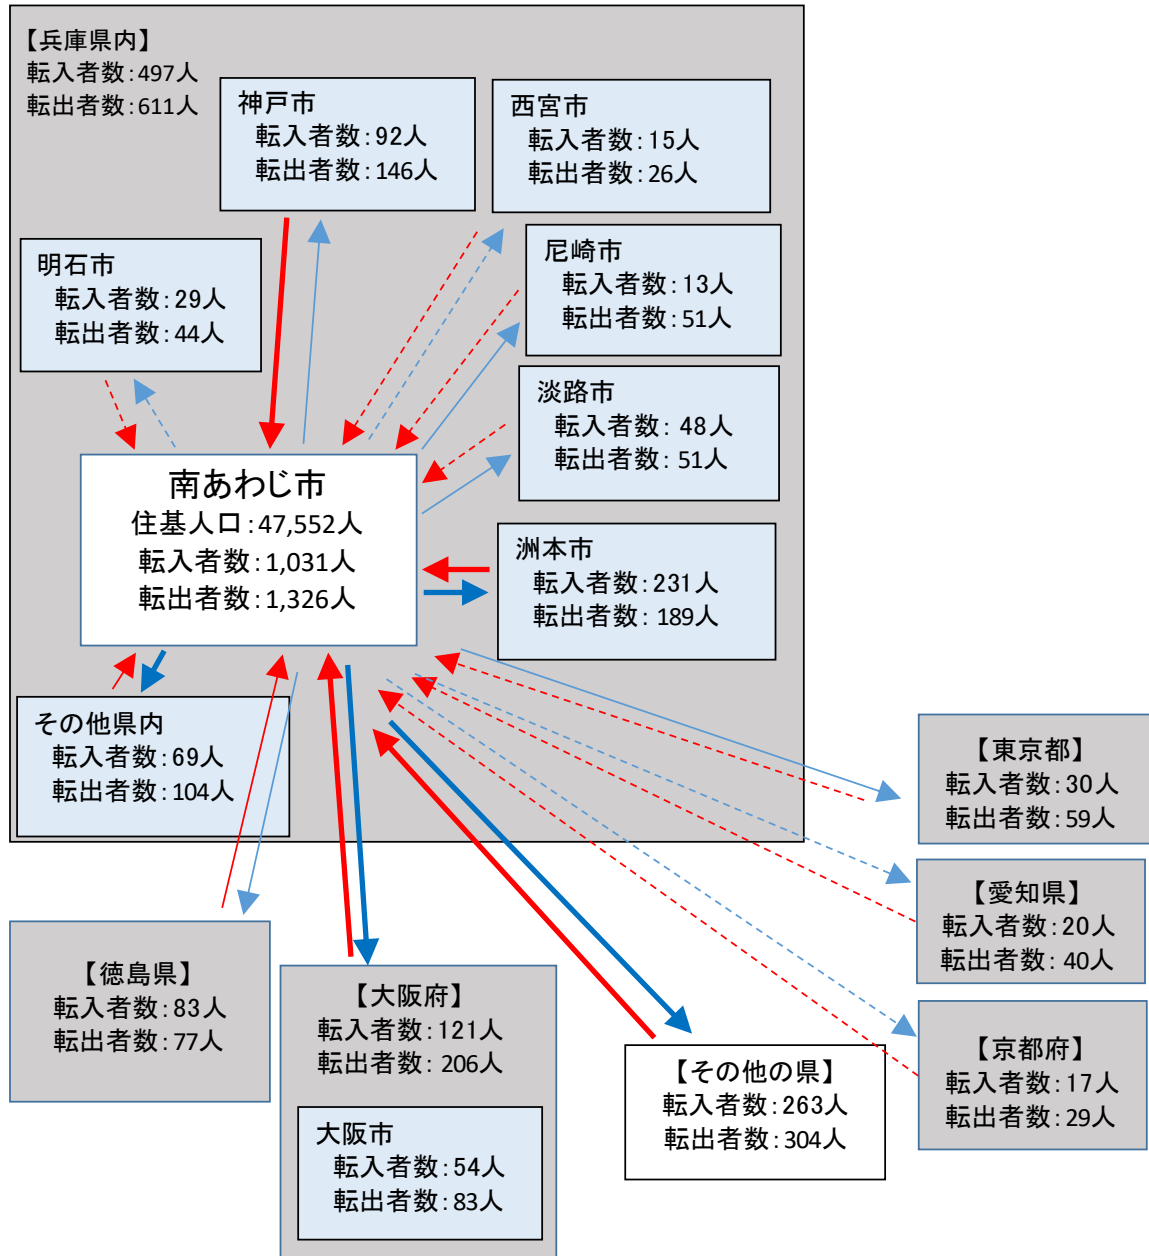 【兵庫県内】
転入者数:497人
転出者数:611人
神戸市
転入者数:92人
転出者数:146人
西宮市
転入者数:15人
転出者数:26人
明石市
転入者数:29人
転出者数:44人
尼崎市
転入者数:13人
転出者数:51人
淡路市
転入者数: 48人
転出者数:51人
南あわじ市
住基人口:47,552人
転入者数:1,031人
転出者数:1,326人
洲本市
転入者数:231人
転出者数:189人
その他県内
転入者数:69人
転出者数:104人
【東京都】
転入者数:30人
転出者数:59人
【愛知県】
転入者数:20人
転出者数:40人
【徳島県】
転入者数:83人
転出者数:77人
【大阪府】
転入者数:121人
転出者数: 206人
大阪市
転入者数:54人
転出者数:83人
【その他の県】
転入者数:263人
転出者数:304人
【京都府】
転入者数:17人
転出者数:29人